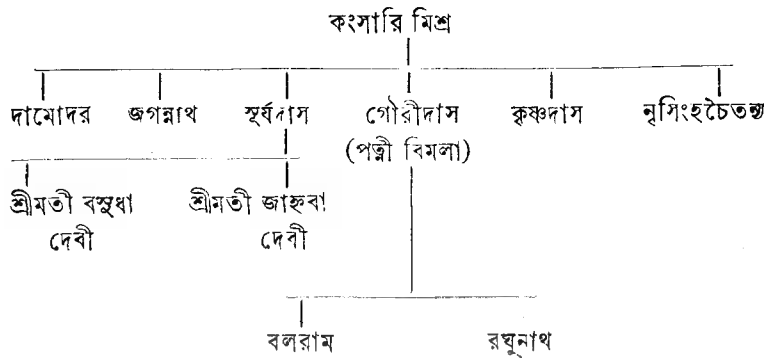 কংসারি মিশ্র
দামোদর জগন্নাথ সূর্যদাস গৌরীদাস কৃষ্ণদাস নৃসিংহচৈতন্য
(পত্নী বিমলা)
শ্রীমতী বসুধা শ্রীমতী জাহ্নবা
দেবী দেবী
বলরাম রঘুনাথ